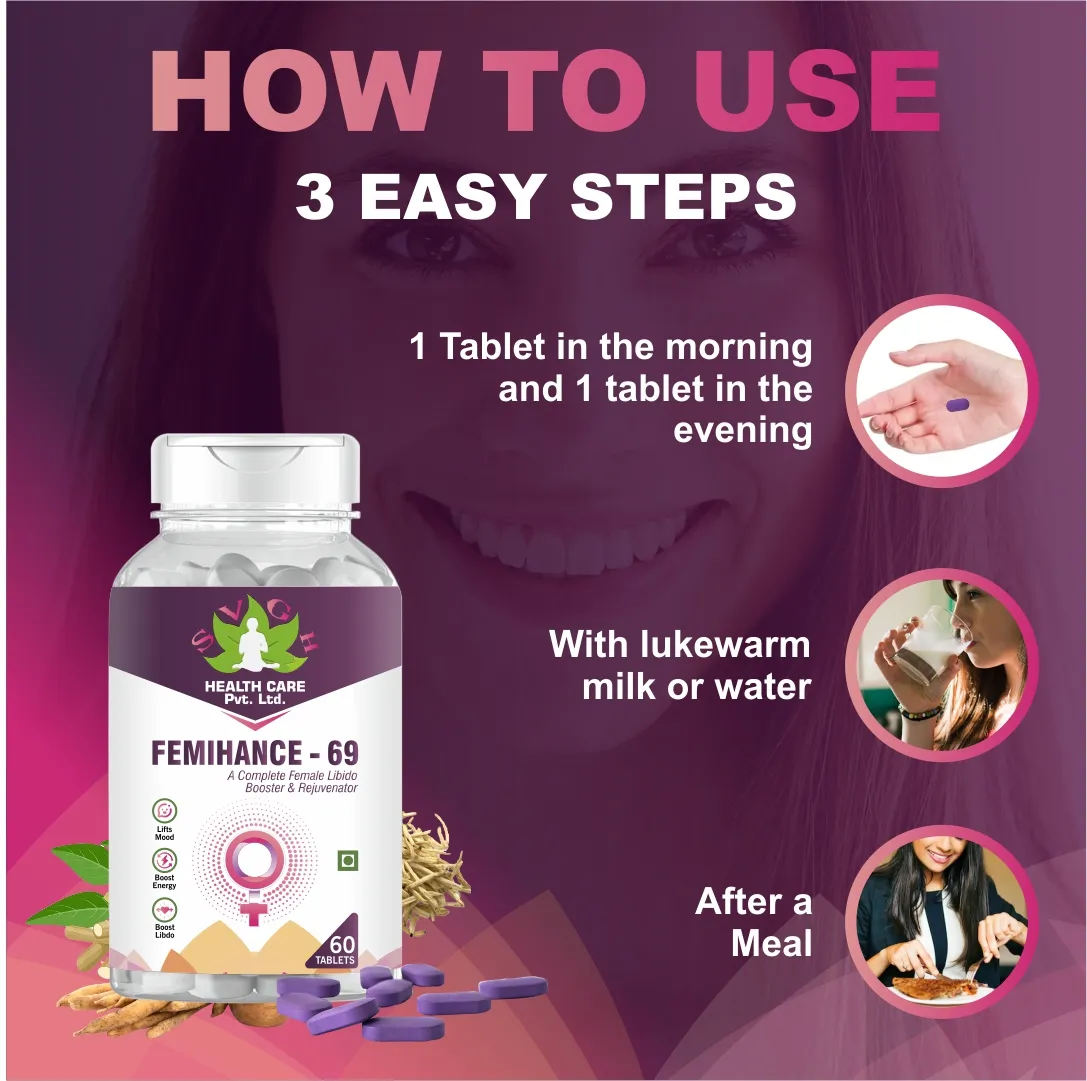 HOW TO USE
3 EASY STEPS
1 Tablet in the morning
and 1 tablet in the
evening
With lukewarm
milk or water
After a
Meal
SVGH
HEALTH CARE
Pvt. Ltd.
FEMIHANCE - 69
A Complete Female Libido
Booster & Rejuvenator
Lifts
Mood
Boost
Energy
Boost
Libdo
60
TABLETS